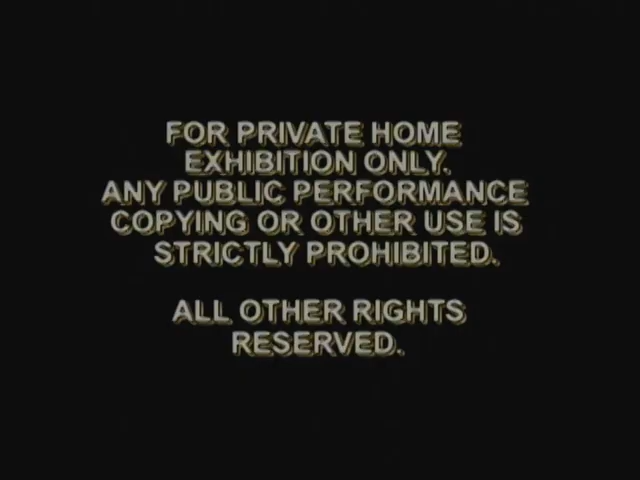 FOR PRIVATE HOME
EXHIBITION ONLY.
ANY PUBLIC PERFORMANCE
COPYING OR OTHER USE IS
STRICTLY PROHIBITED.
ALL OTHER RIGHTS
RESERVED.